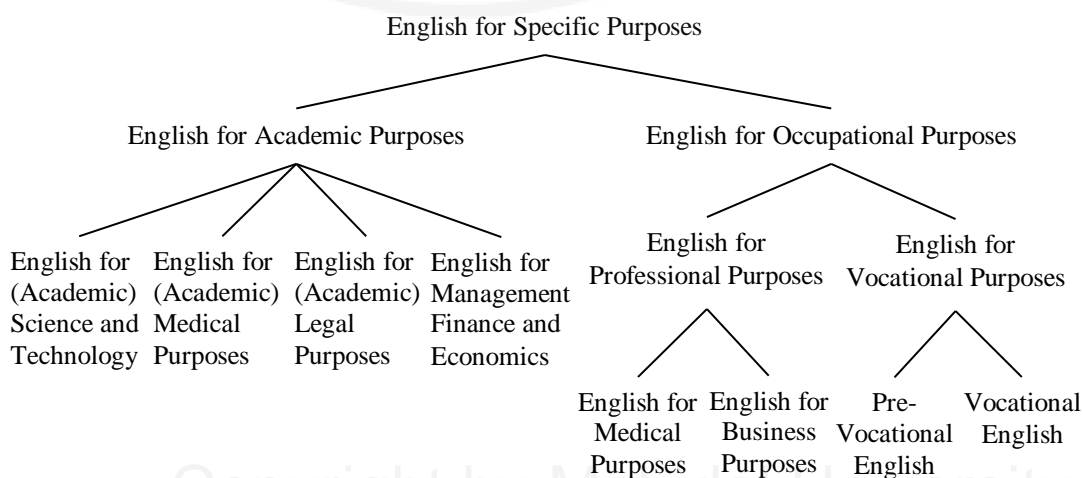 English for Specific Purposes
English for Academic Purposes
English for Occupational Purposes
English for
(Academic)
Science and
Technology
English for
(Academic)
Medical
Purposes
English for
(Academic)
Legal
Purposes
English for
Management
Finance and
Economics
English for
Professional Purposes
English for
Vocational Purposes
English for
Medical
Purposes
English for
Business
Purposes
Pre-
Vocational
English
Vocational
English